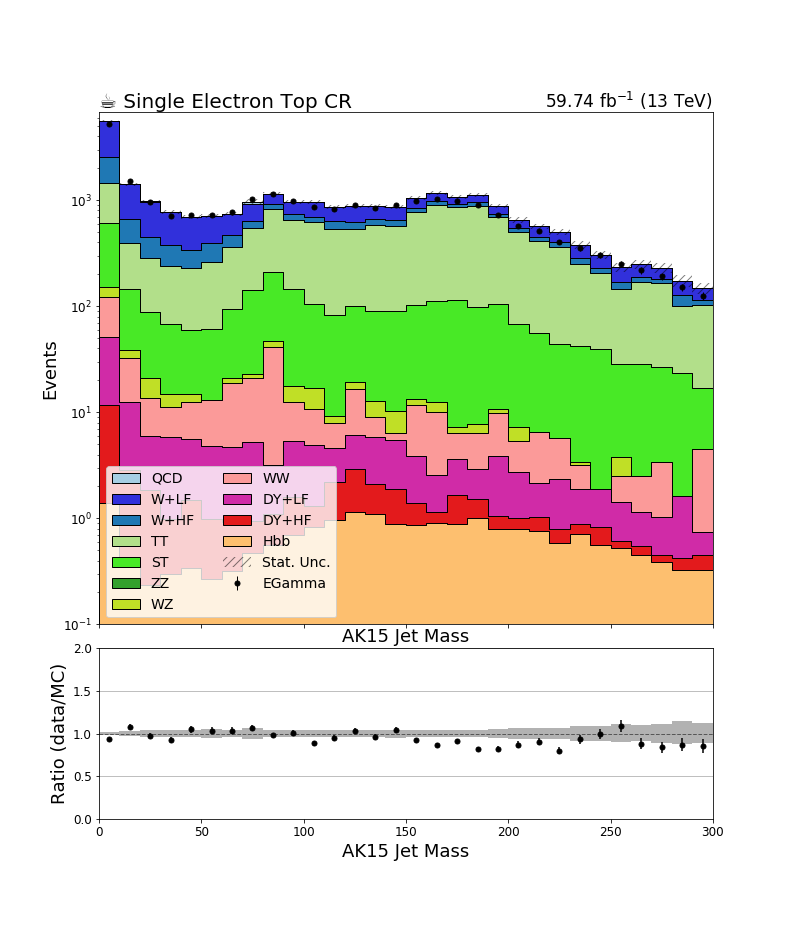 ☕ Single Electron Top CR 59.74 fb⁻¹ (13 TeV)
Events
10³
10²
10¹
10⁰
10⁻¹
QCD WW
W+LF DY+LF
W+HF DY+HF
TT Hbb
ST Stat. Unc.
ZZ EGamma
WZ
AK15 Jet Mass
Ratio (data/MC)
2.0
1.5
1.0
0.5
0.0
0 50 100 150 200 250 300
AK15 Jet Mass